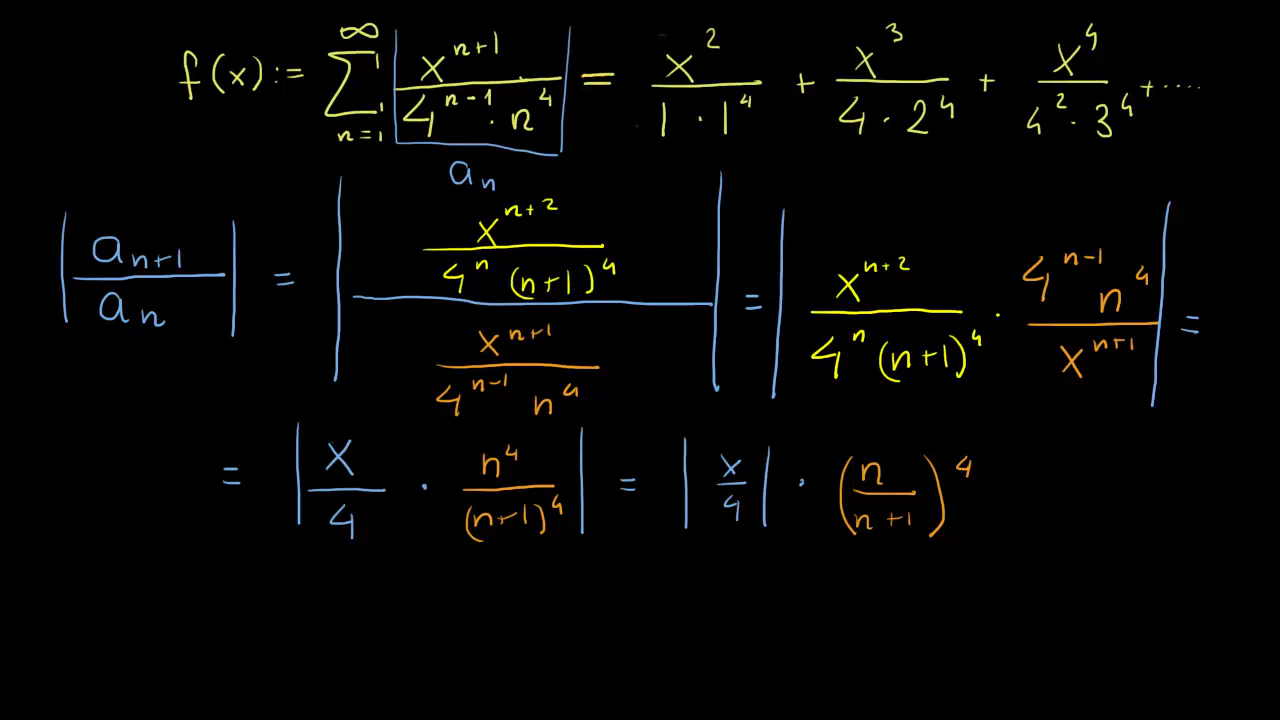 f(x) := ∑_{n=1}^{∞} x^{n+1} / (4^{n-1} · n^4) = x^2 / (1 · 1^4) + x^3 / (4 · 2^4) + x^4 / (4^2 · 3^4) + ....
a_n
|a_{n+1} / a_n| = |(x^{n+2} / (4^n (n+1)^4)) / (x^{n+1} / (4^{n-1} n^4))| = |x^{n+2} / (4^n (n+1)^4) · 4^{n-1} n^4 / x^{n+1}| =
= |x / 4 · n^4 / (n+1)^4| = |x / 4| · (n / (n+1))^4